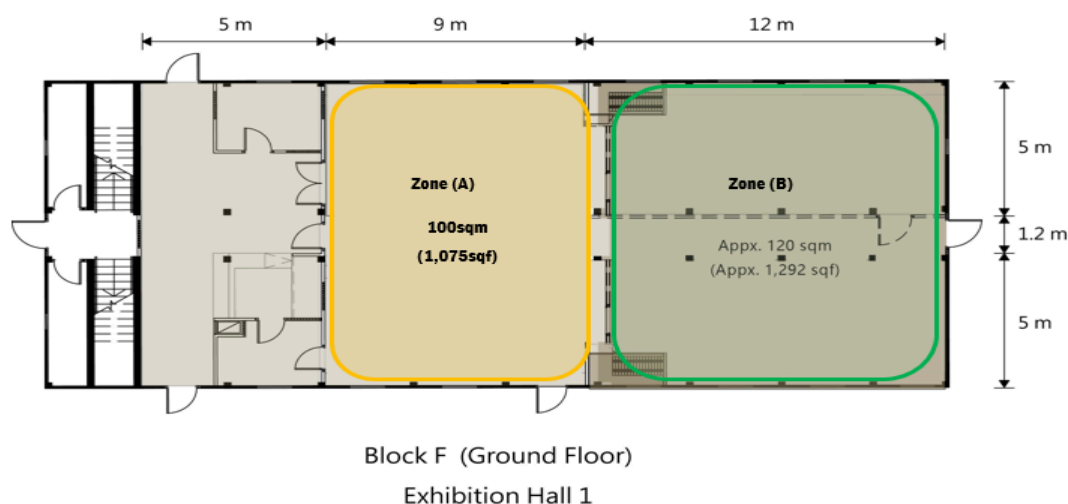 5 m
9 m
12 m
5 m
1.2 m
5 m
Zone (A)
100sqm
(1,075sqf)
Zone (B)
Appx. 120 sqm
(Appx. 1,292 sqf)
Block F (Ground Floor)
Exhibition Hall 1